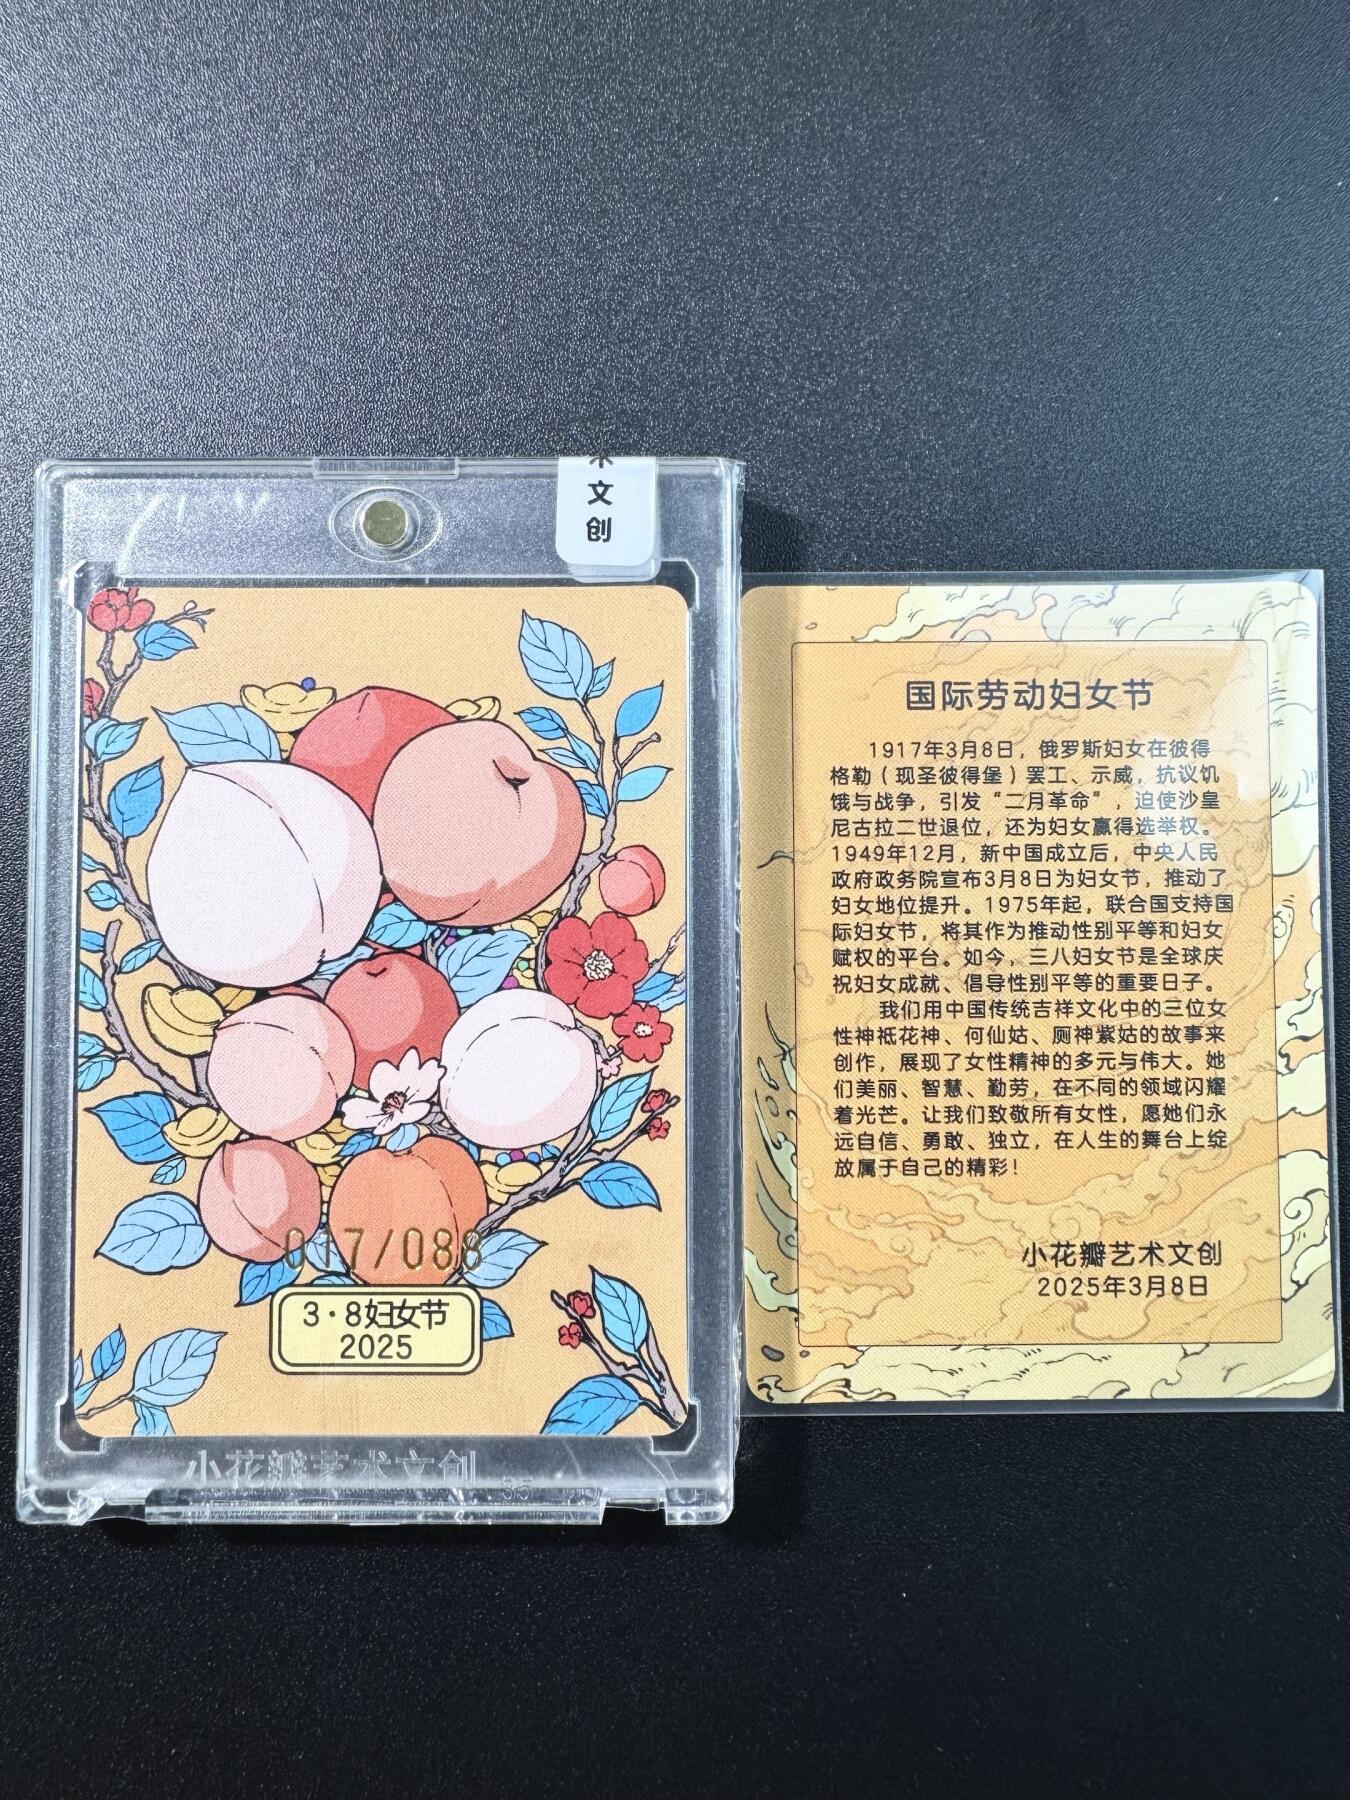 文
创
017/088
3·8妇女节
2025
小花瓣艺术文创
35
国际劳动妇女节
1917年3月8日，俄罗斯妇女在彼得
格勒（现圣彼得堡）罢工、示威，抗议饥
饿与战争，引发“二月革命”，迫使沙皇
尼古拉二世退位，还为妇女赢得选举权。
1949年12月，新中国成立后，中央人民
政府政务院宣布3月8日为妇女节，推动了
妇女地位提升。1975年起，联合国支持国
际妇女节，将其作为推动性别平等和妇女
赋权的平台。如今，三八妇女节是全球庆
祝妇女成就、倡导性别平等的重要日子。
我们用中国传统吉祥文化中的三位女
性神祇花神、何仙姑、厕神紫姑的故事来
创作，展现了女性精神的多元与伟大。她
们美丽、智慧、勤劳，在不同的领域闪耀
着光芒。让我们致敬所有女性，愿她们永
远自信、勇敢、独立，在人生的舞台上绽
放属于自己的精彩！
小花瓣艺术文创
2025年3月8日